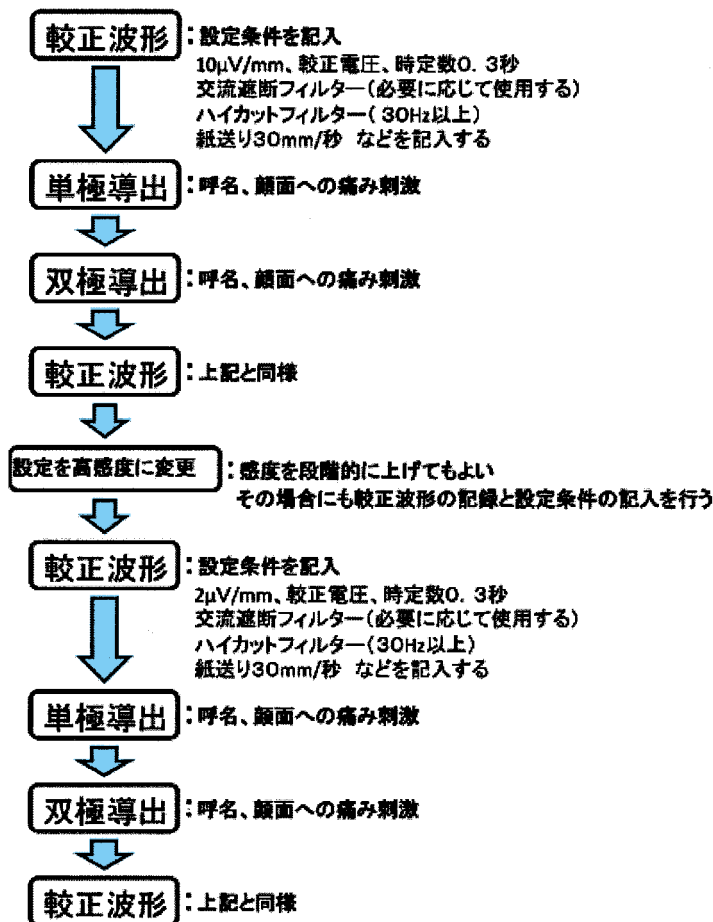 較正波形：設定条件を記入
10μV/mm、較正電圧、時定数0．3秒
交流遮断フィルター（必要に応じて使用する）
ハイカットフィルター（30Hz以上）
紙送り30mm/秒 などを記入する
単極導出：呼名、顔面への痛み刺激
双極導出：呼名、顔面への痛み刺激
較正波形：上記と同様
設定を高感度に変更：感度を段階的に上げてもよい
その場合にも較正波形の記録と設定条件の記入を行う
較正波形：設定条件を記入
2μV/mm、較正電圧、時定数0．3秒
交流遮断フィルター（必要に応じて使用する）
ハイカットフィルター（30Hz以上）
紙送り30mm/秒 などを記入する
単極導出：呼名、顔面への痛み刺激
双極導出：呼名、顔面への痛み刺激
較正波形：上記と同様